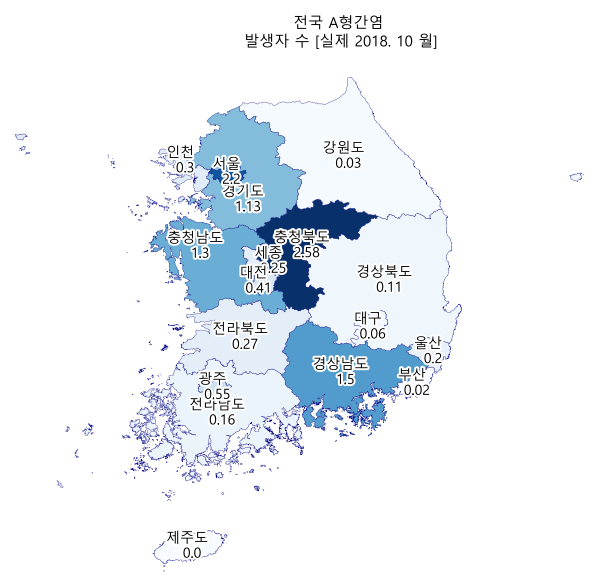 전국 A형간염
발생자 수 [실제 2018. 10 월]
강원도
0.03
인천
0.3
서울
2.2
경기도
1.13
충청남도
1.3
충청북도
2.58
세종
0.25
대전
0.41
경상북도
0.11
대구
0.06
전라북도
0.27
울산
0.2
경상남도
1.5
부산
0.02
광주
0.55
전라남도
0.16
제주도
0.0